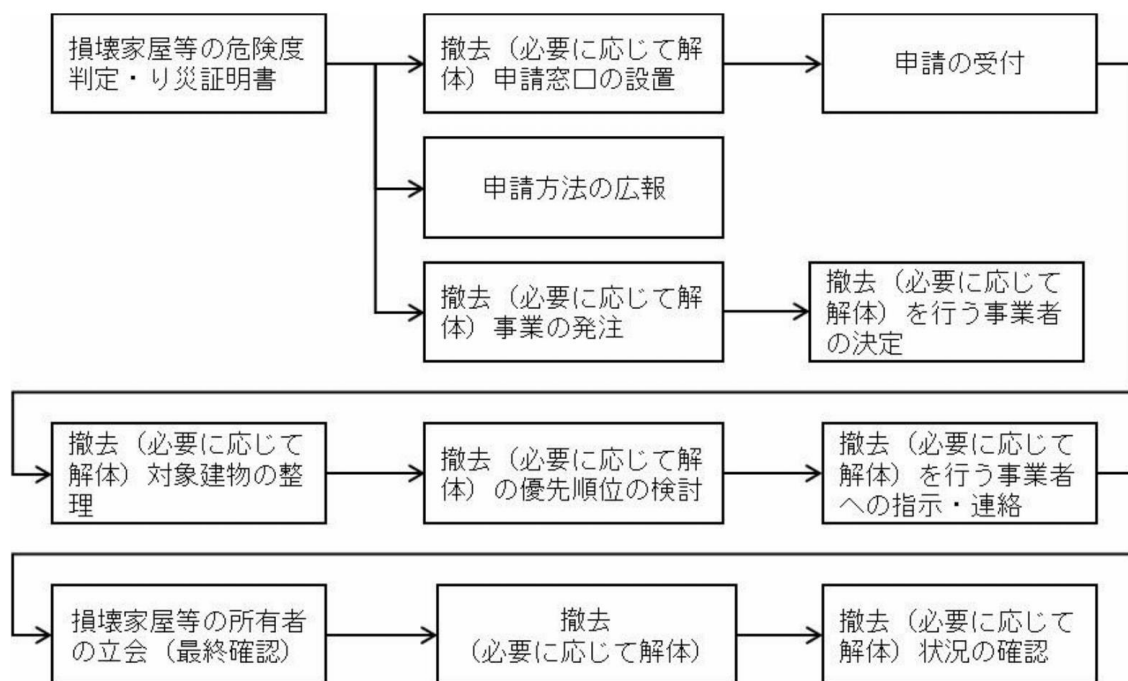 損壊家屋等の危険度
判定・り災証明書
撤去（必要に応じて解
体）申請窓口の設置
申請の受付
申請方法の広報
撤去（必要に応じて解
体）事業の発注
撤去（必要に応じて
解体）を行う事業者
の決定
撤去（必要に応じて
解体）対象建物の整
理
撤去（必要に応じて解
体）の優先順位の検討
撤去（必要に応じて
解体）を行う事業者
への指示・連絡
損壊家屋等の所有者
の立会（最終確認）
撤去
（必要に応じて解体）
撤去（必要に応じて
解体）状況の確認